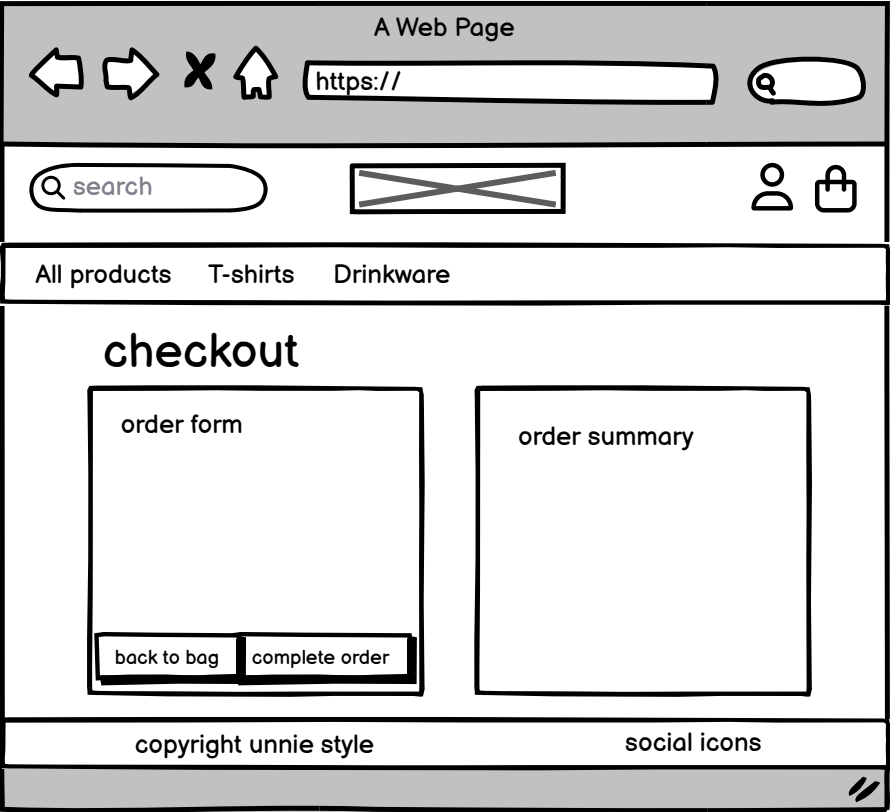 A Web Page
https://
search
All products T-shirts Drinkware
checkout
order form
order summary
back to bag complete order
copyright unnie style social icons